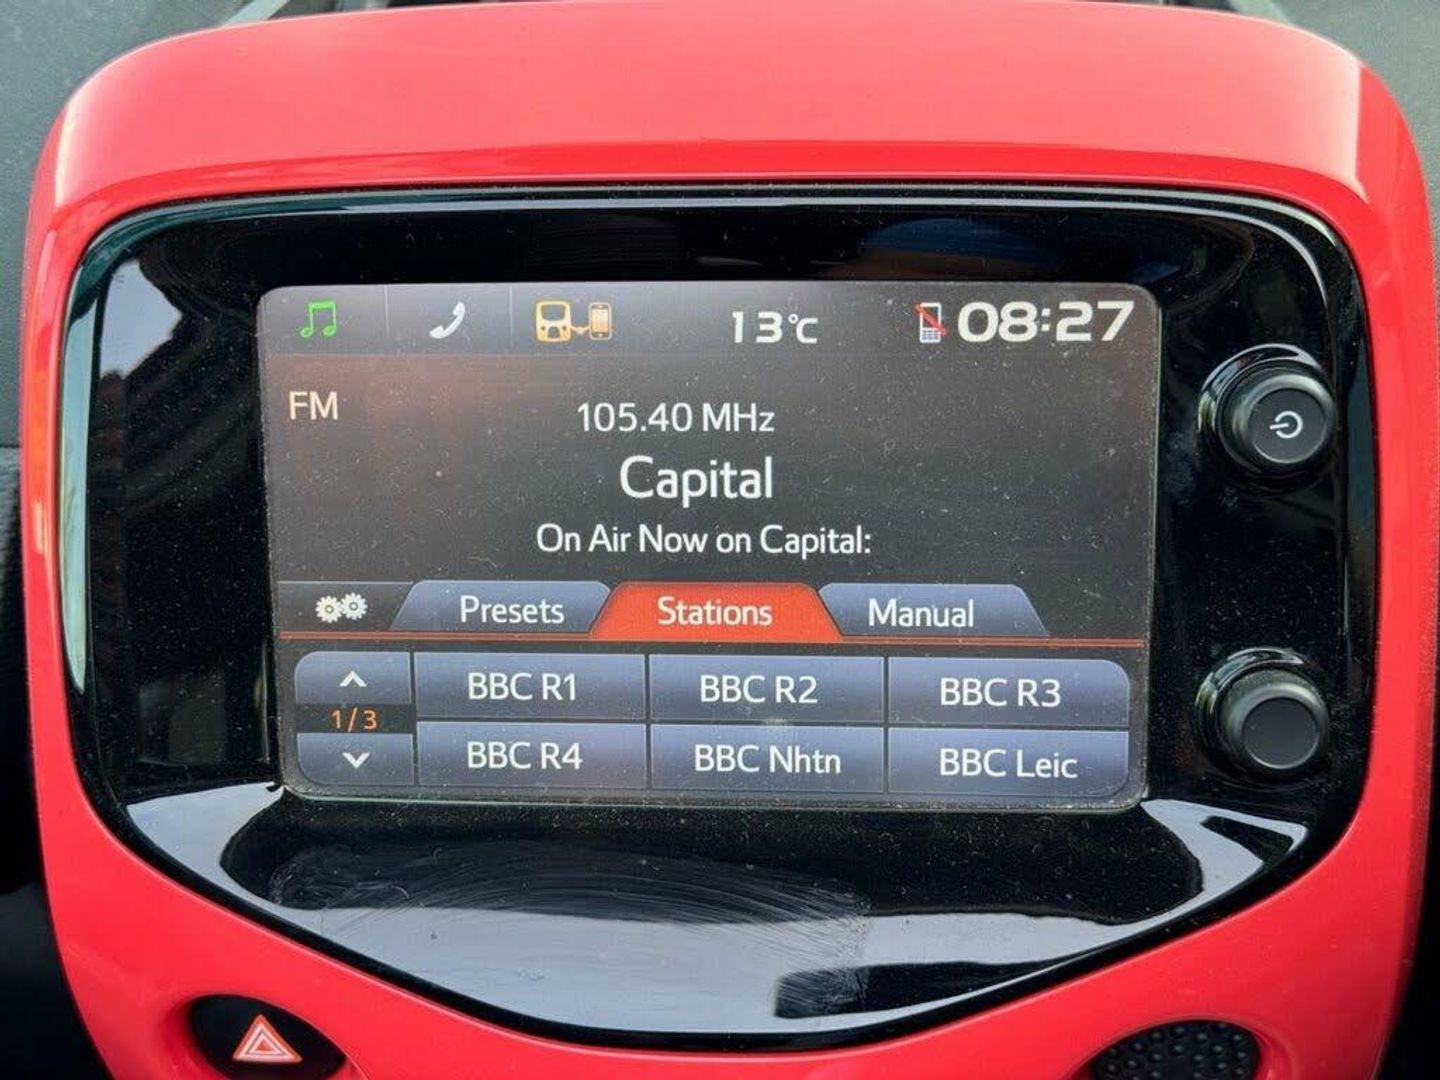 13°C
08:27
FM
105.40 MHz
Capital
On Air Now on Capital:
Presets Stations Manual
BBC R1 BBC R2 BBC R3
1/3
BBC R4 BBC Nhtn BBC Leic